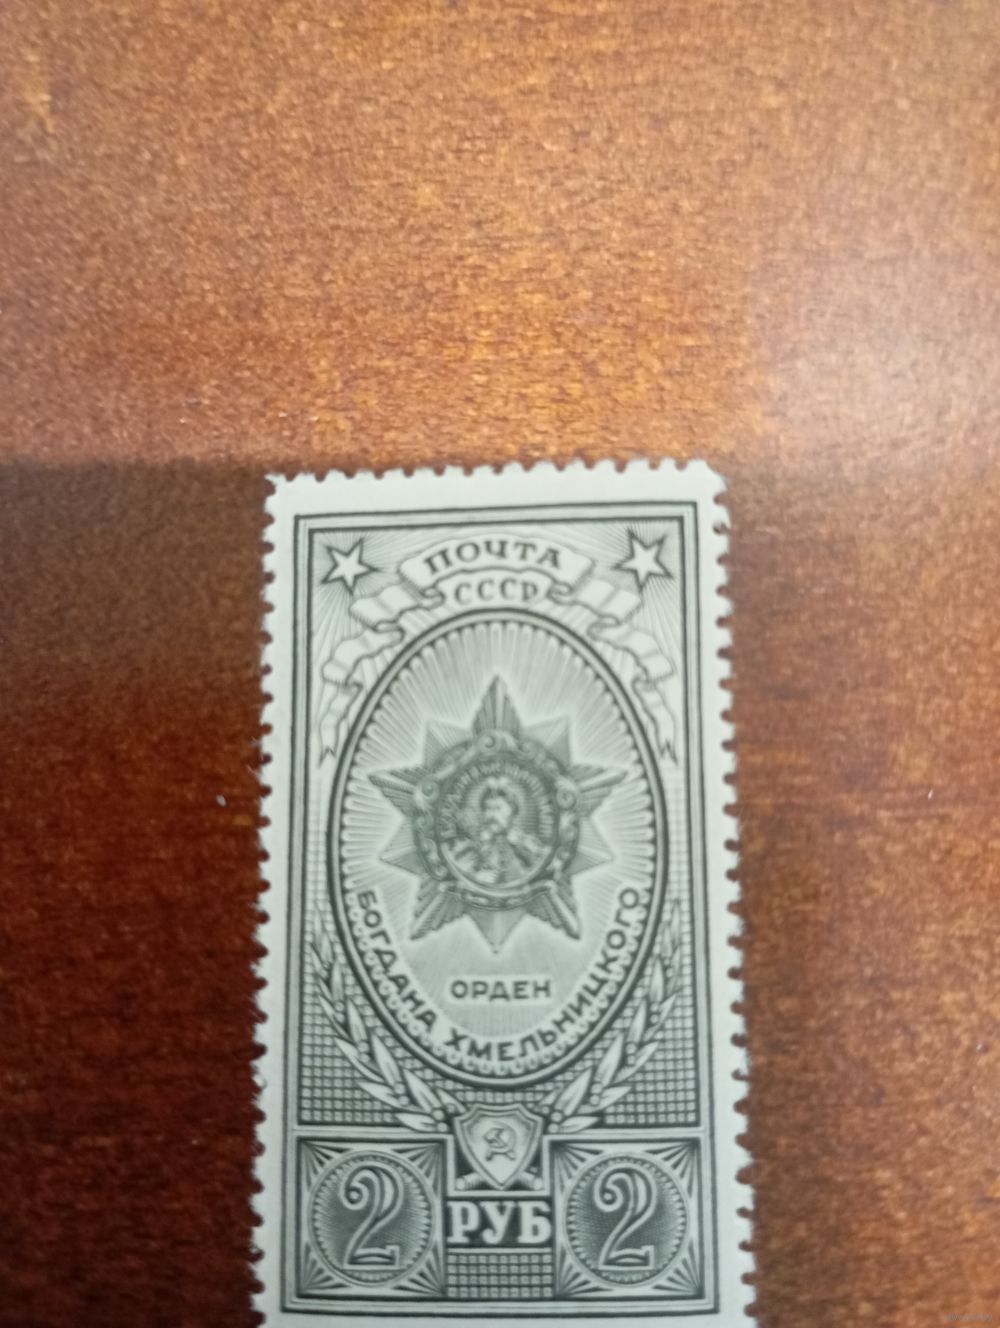 ПОЧТА
СССР
ОРДЕН
БОГДАНА ХМЕЛЬНИЦКОГО
2 РУБ 2